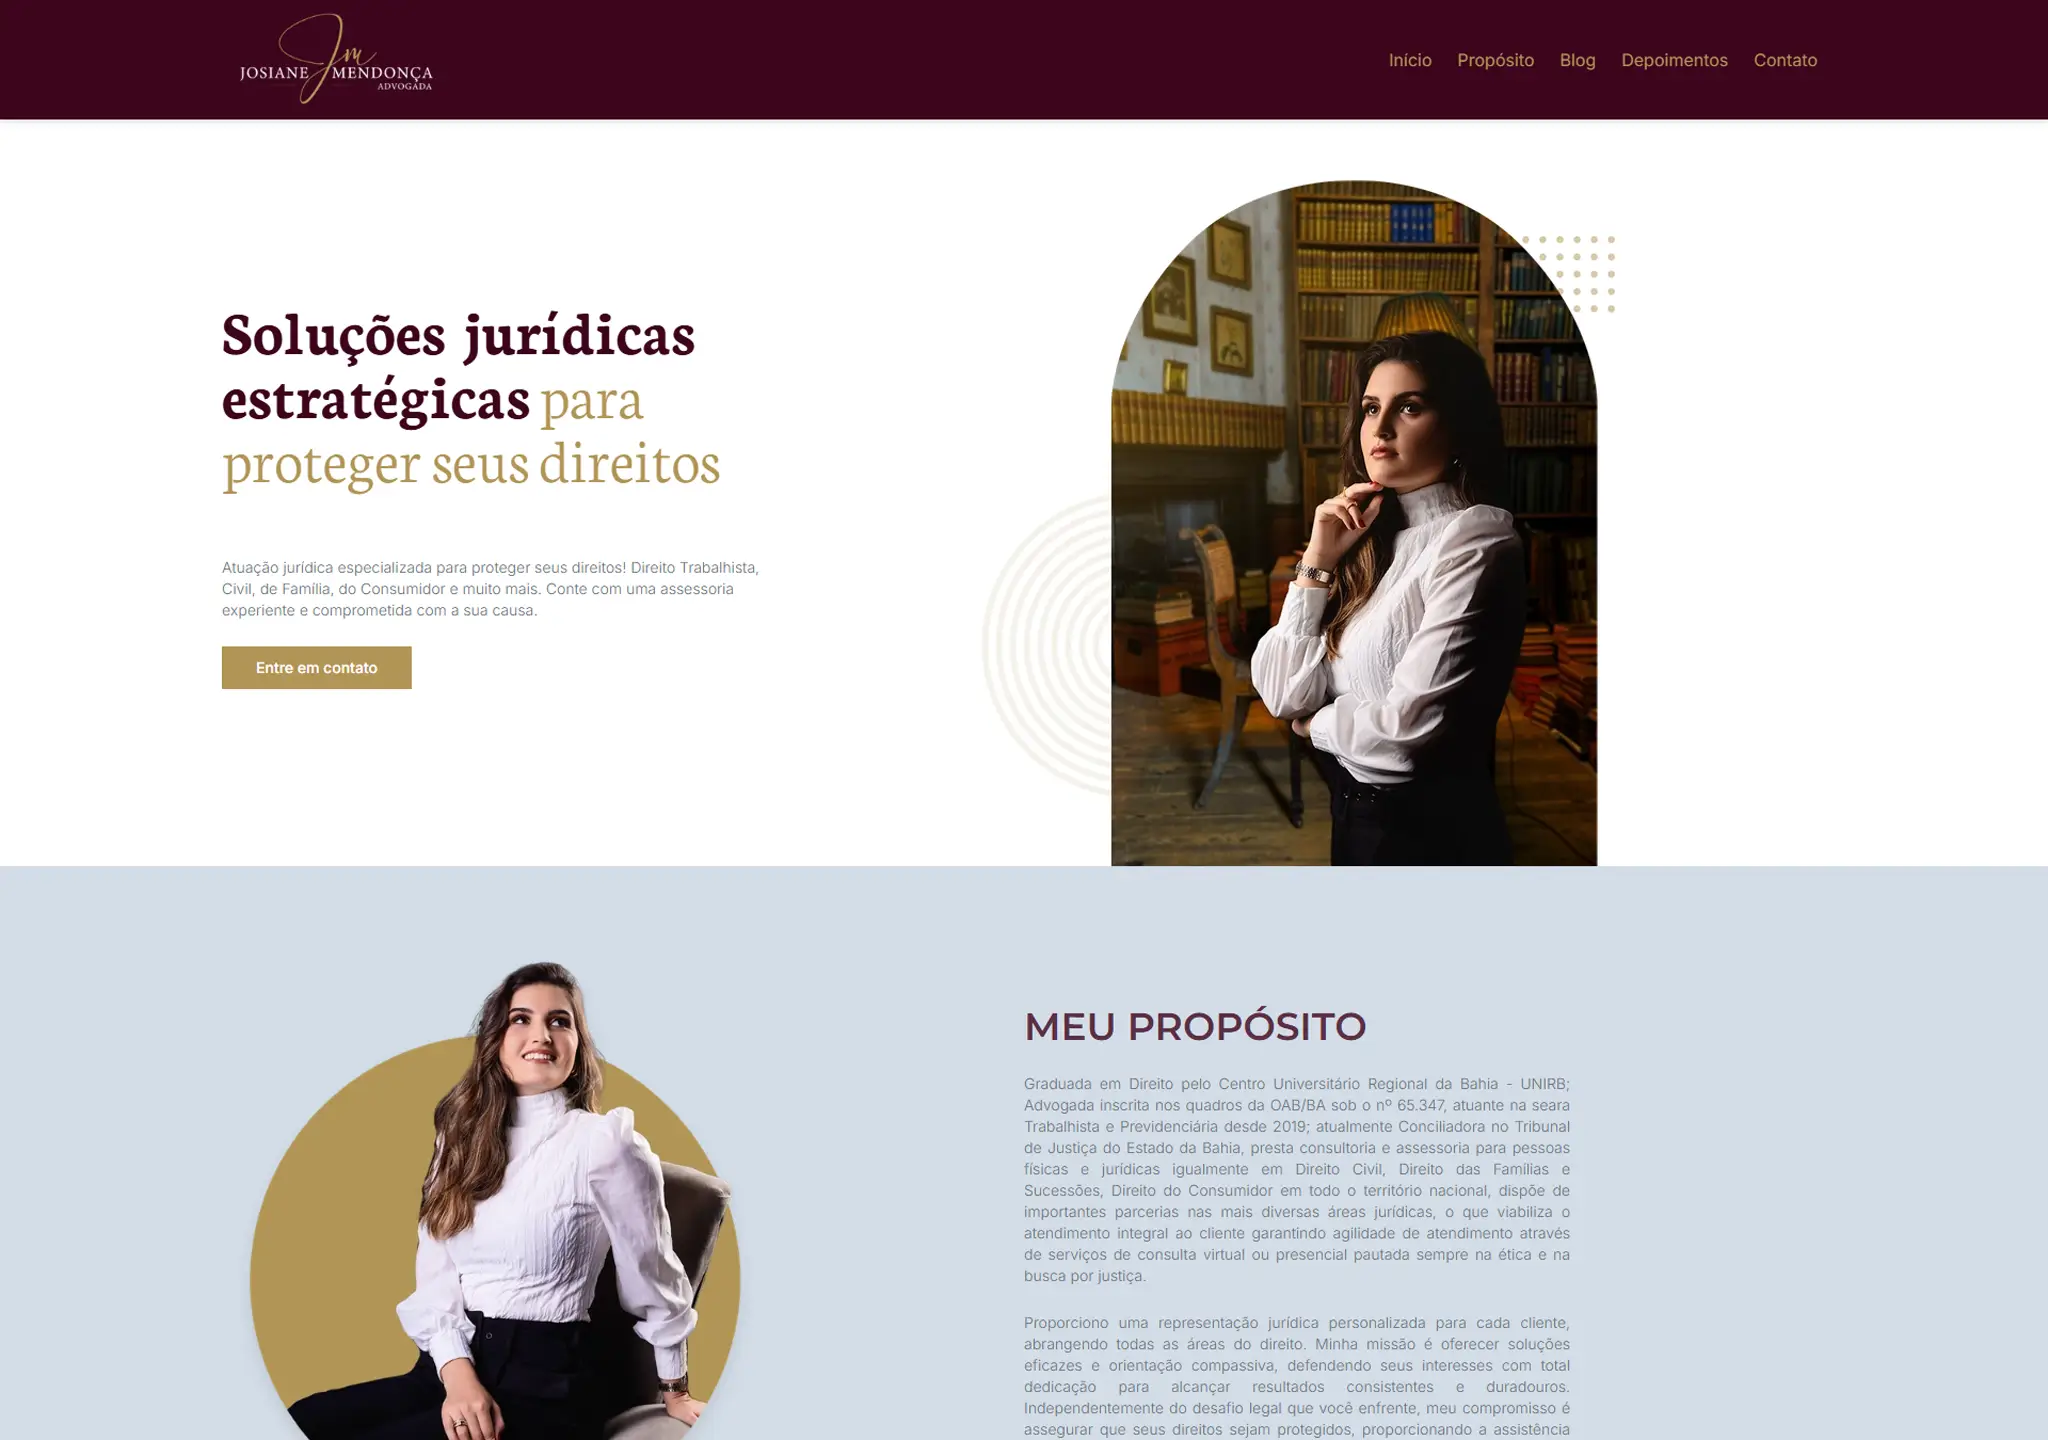 JOSIANE MENDONÇA
ADVOGADA
Início Propósito Blog Depoimentos Contato
Soluções jurídicas
estratégicas para
proteger seus direitos
Atuação jurídica especializada para proteger seus direitos! Direito Trabalhista,
Civil, de Família, do Consumidor e muito mais. Conte com uma assessoria
experiente e comprometida com a sua causa.
Entre em contato
MEU PROPÓSITO
Graduada em Direito pelo Centro Universitário Regional da Bahia - UNIRB;
Advogada inscrita nos quadros da OAB/BA sob o nº 65.347, atuante na seara
Trabalhista e Previdenciária desde 2019; atualmente Conciliadora no Tribunal
de Justiça do Estado da Bahia, presta consultoria e assessoria para pessoas
físicas e jurídicas igualmente em Direito Civil, Direito das Famílias e
Sucessões, Direito do Consumidor em todo o território nacional, dispõe de
importantes parcerias nas mais diversas áreas jurídicas, o que viabiliza o
atendimento integral ao cliente garantindo agilidade de atendimento através
de serviços de consulta virtual ou presencial pautada sempre na ética e na
busca por justiça.
Proporciono uma representação jurídica personalizada para cada cliente,
abrangendo todas as áreas do direito. Minha missão é oferecer soluções
eficazes e orientação compassiva, defendendo seus interesses com total
dedicação para alcançar resultados consistentes e duradouros.
Independentemente do desafio legal que você enfrente, meu compromisso é
assegurar que seus direitos sejam protegidos, proporcionando a assistência